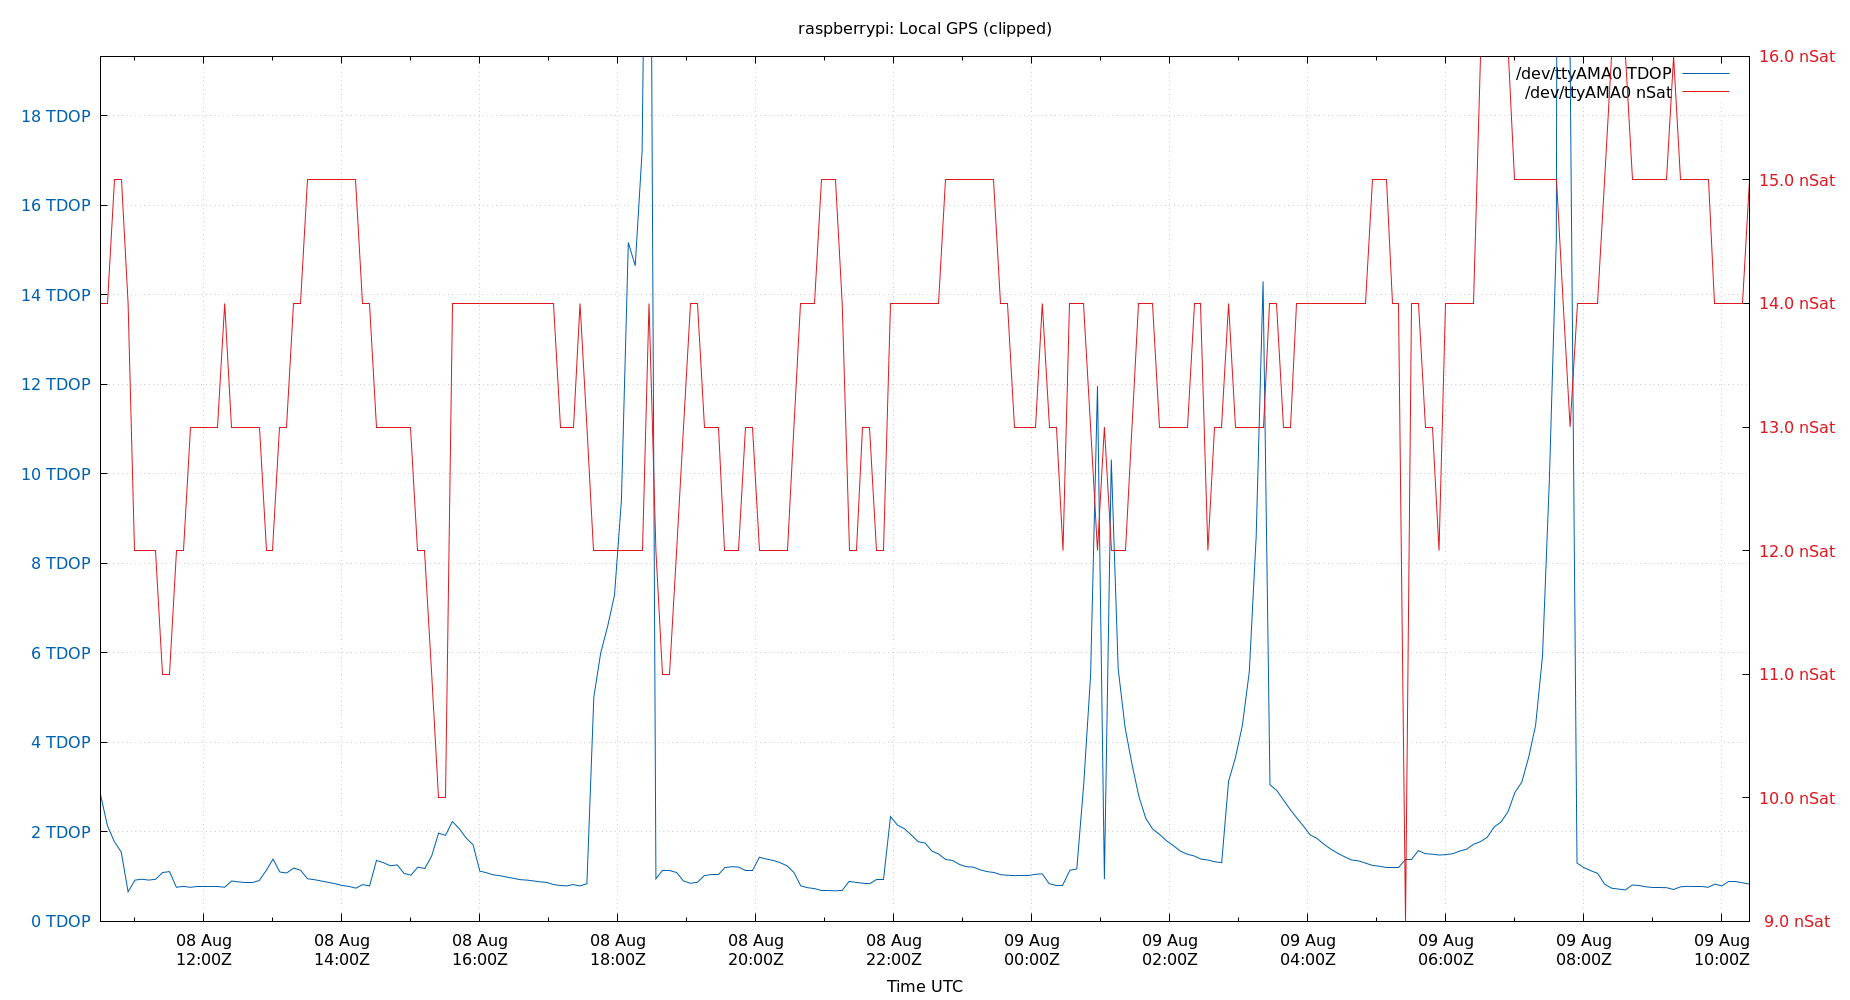 raspberrypi: Local GPS (clipped)
/dev/ttyAMA0 TDOP
/dev/ttyAMA0 nSat
18 TDOP
16 TDOP
14 TDOP
12 TDOP
10 TDOP
8 TDOP
6 TDOP
4 TDOP
2 TDOP
0 TDOP
16.0 nSat
15.0 nSat
14.0 nSat
13.0 nSat
12.0 nSat
11.0 nSat
10.0 nSat
9.0 nSat
08 Aug
12:00Z
08 Aug
14:00Z
08 Aug
16:00Z
08 Aug
18:00Z
08 Aug
20:00Z
08 Aug
22:00Z
09 Aug
00:00Z
09 Aug
02:00Z
09 Aug
04:00Z
09 Aug
06:00Z
09 Aug
08:00Z
09 Aug
10:00Z
Time UTC